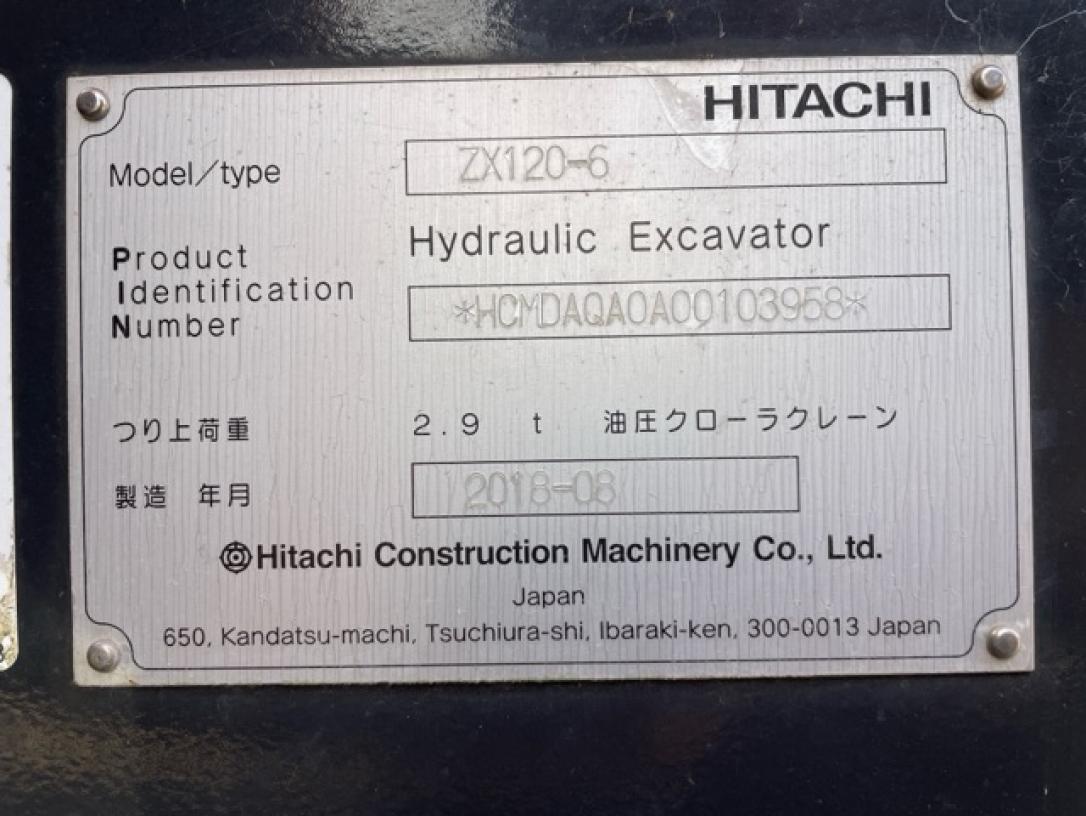 HITACHI
Model/type ZX120-6
Hydraulic Excavator
Product
Identification
Number
*HCMDAQA0A00103958*
つり上荷重 2.9 t 油圧クローラクレーン
製造 年月 2018-08
Hitachi Construction Machinery Co., Ltd.
Japan
650, Kandatsu-machi, Tsuchiura-shi, Ibaraki-ken, 300-0013 Japan